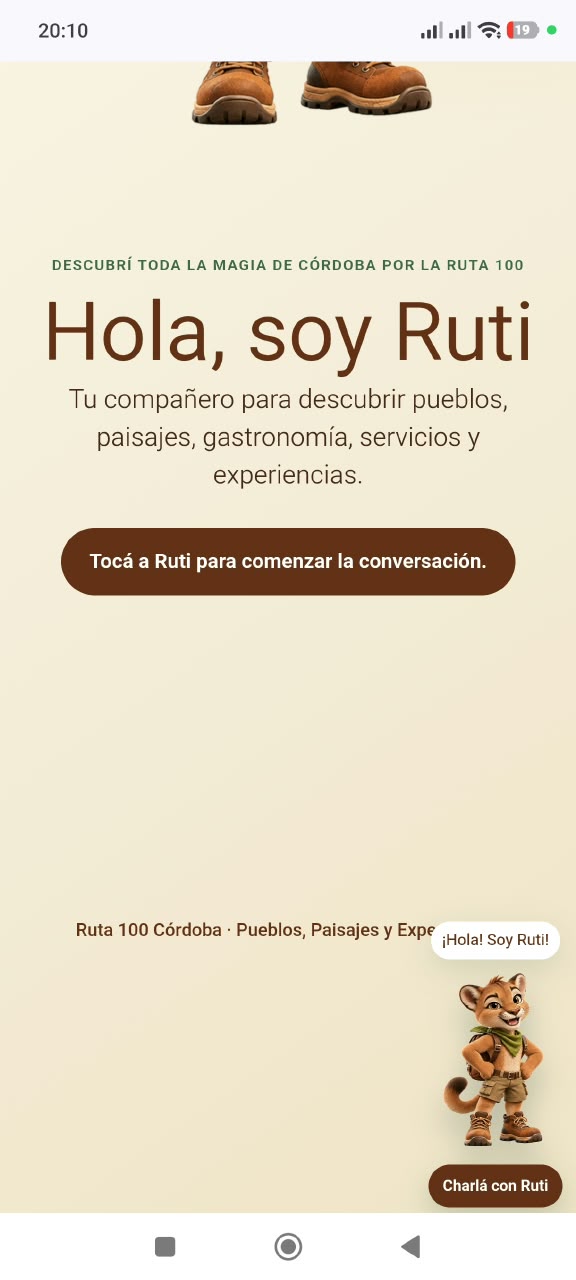 20:10
19
DESCUBRÍ TODA LA MAGIA DE CÓRDOBA POR LA RUTA 100
Hola, soy Ruti
Tu compañero para descubrir pueblos,
paisajes, gastronomía, servicios y
experiencias.
Tocá a Ruti para comenzar la conversación.
Ruta 100 Córdoba · Pueblos, Paisajes y Expe
¡Hola! Soy Ruti!
Charlá con Ruti